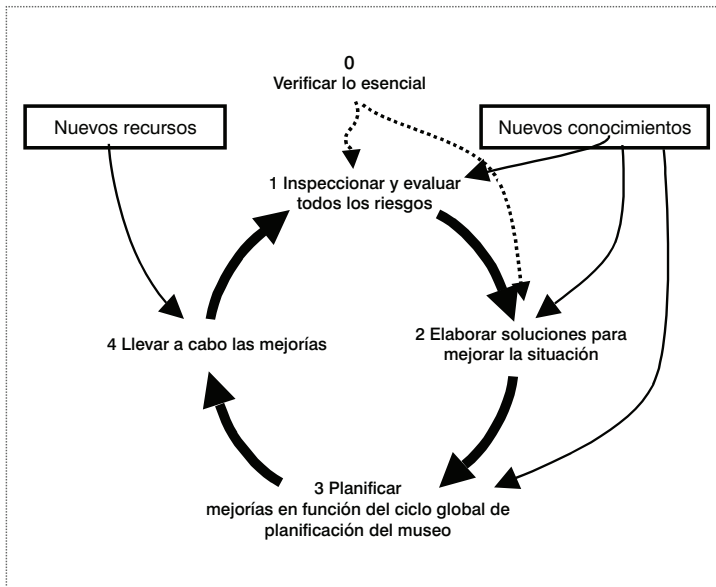 0
Verificar lo esencial
Nuevos recursos
Nuevos conocimientos
1 Inspeccionar y evaluar
todos los riesgos
4 Llevar a cabo las mejorías
2 Elaborar soluciones para
mejorar la situación
3 Planificar
mejorías en función del ciclo global de
planificación del museo